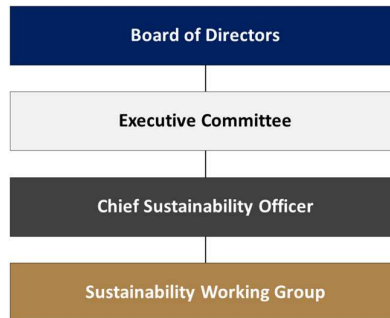 Board of Directors
Executive Committee
Chief Sustainability Officer
Sustainability Working Group